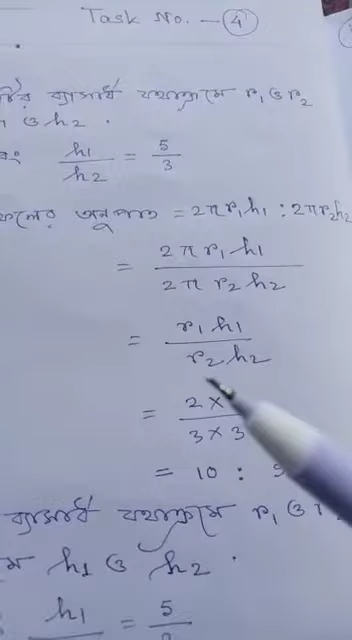 Task No. - 4
ব্যাসার্ধ যথাক্রমে r₁ ও r₂
ও h₂ .
h₁/h₂ = 5/3
অনুপাত = 2πr₁h₁ : 2πr₂h₂
= 2πr₁h₁ / 2πr₂h₂
= r₁h₁ / r₂h₂
= 2× / 3×3
= 10 :
ব্যাসার্ধ যথাক্রমে r₁ ও
h₁ ও h₂ .
h₁ = 5